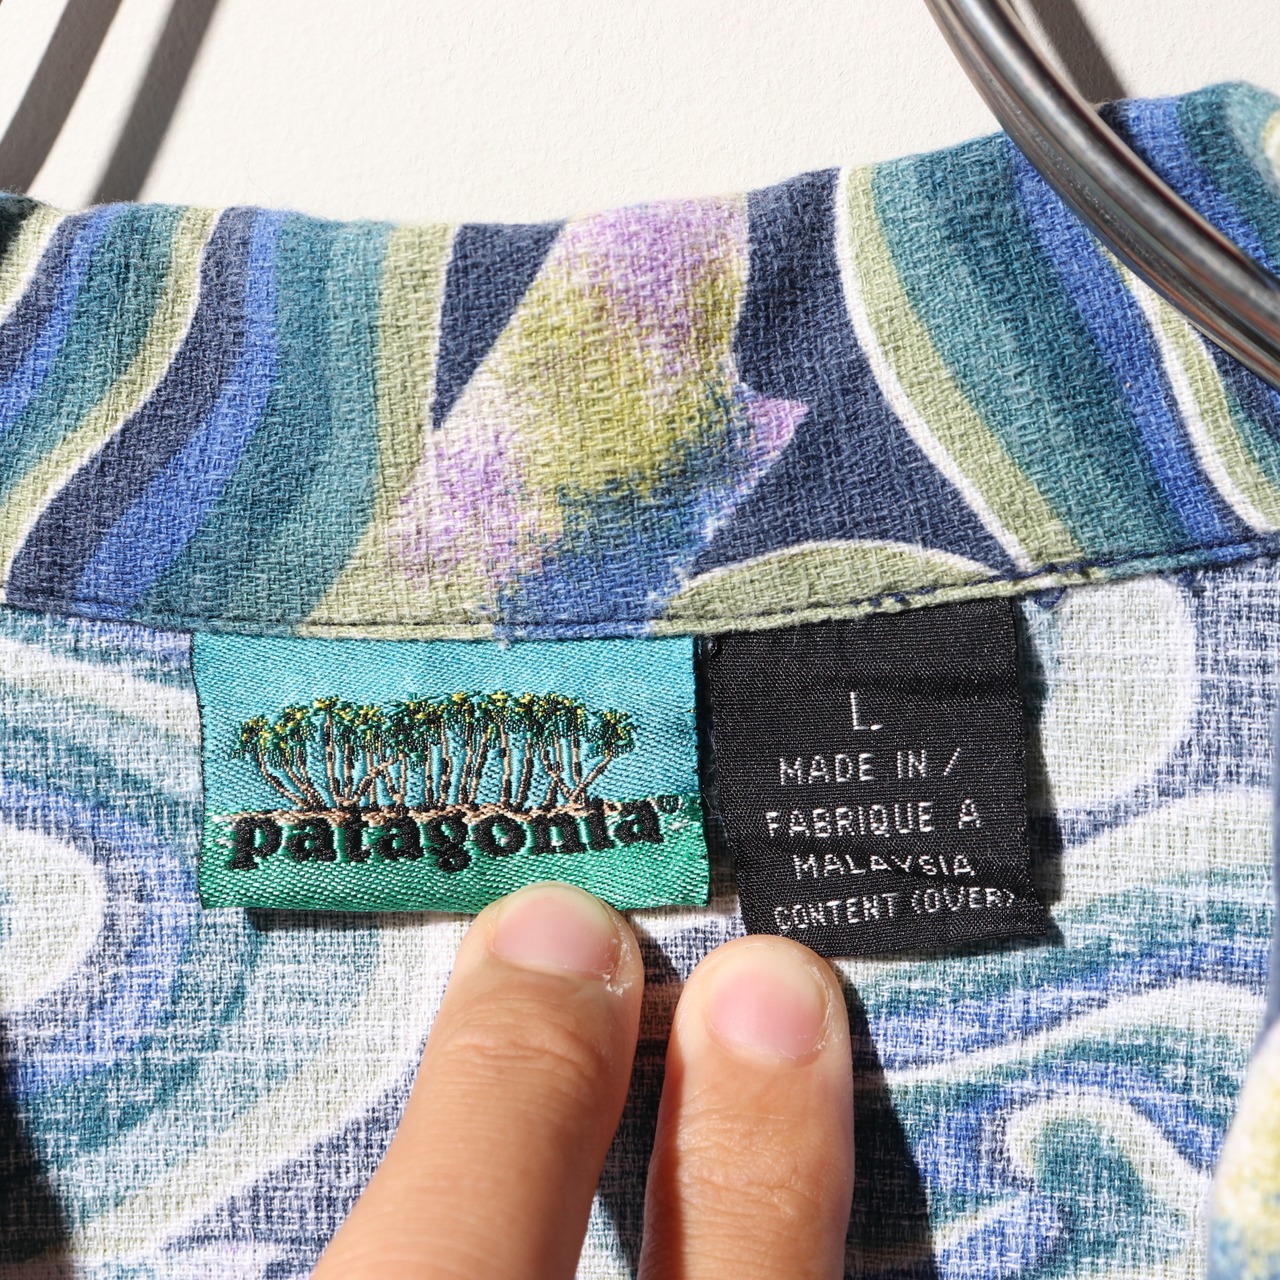 patagonia®
L
MADE IN /
FABRIQUE A
MALAYSIA
CONTENT (OVER)